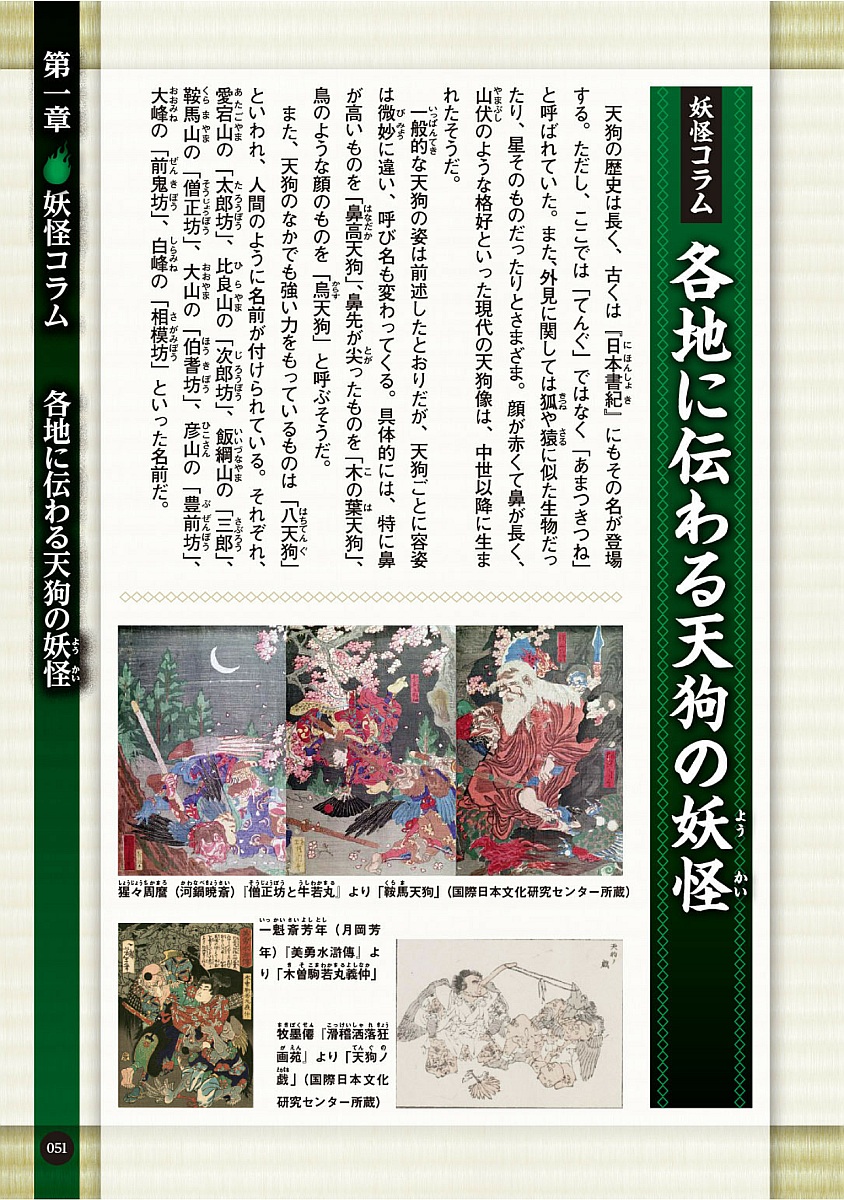 妖怪コラム
各地に伝わる天狗の妖怪
天狗の歴史は長く、古くは『日本書紀』にもその名が登場
する。ただし、ここでは「てんぐ」ではなく「あまつきつね」
と呼ばれていた。また、外見に関しては狐や猿に似た生物だっ
たり、星そのものだったりとさまざま。顔が赤くて鼻が長く、
山伏のような格好といった現代の天狗像は、中世以降に生ま
れたそうだ。
一般的な天狗の姿は前述したとおりだが、天狗ごとに容姿
は微妙に違い、呼び名も変わってくる。具体的には、特に鼻
が高いものを「鼻高天狗」、鼻先が尖ったものを「木の葉天狗」、
鳥のような顔のものを「烏天狗」と呼ぶそうだ。
また、天狗のなかでも強い力をもっているものは「八天狗」
といわれ、人間のように名前が付けられている。それぞれ、
愛宕山の「太郎坊」、比良山の「次郎坊」、飯綱山の「三郎」、
鞍馬山の「僧正坊」、大山の「伯耆坊」、彦山の「豊前坊」、
大峰の「前鬼坊」、白峰の「相模坊」といった名前だ。
猩々周麿（河鍋暁斎）『僧正坊と牛若丸』より「鞍馬天狗」（国際日本文化研究センター所蔵）
一魁斎芳年（月岡芳
年）『美勇水滸傳』よ
り「木曽駒若丸義仲」
牧墨僊『滑稽洒落狂
画苑』より「天狗ノ
戯」（国際日本文化
研究センター所蔵）
第一章 妖怪コラム 各地に伝わる天狗の妖怪
051